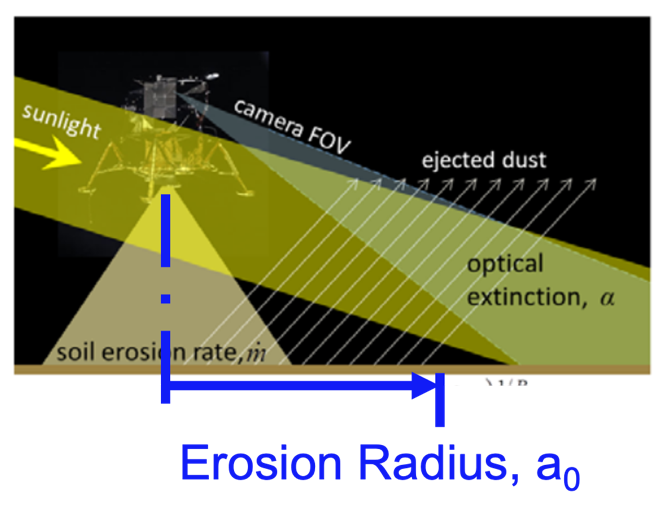 sunlight
camera FOV
ejected dust
optical
extinction, α
soil erosion rate, ṁ
Erosion Radius, a₀